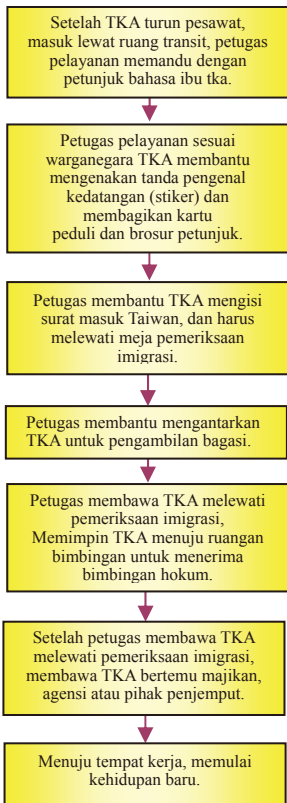 Setelah TKA turun pesawat,
masuk lewat ruang transit, petugas
pelayanan memandu dengan
petunjuk bahasa ibu tka.
Petugas pelayanan sesuai
warganegara TKA membantu
mengenakan tanda pengenal
kedatangan (stiker) dan
membagikan kartu
peduli dan brosur petunjuk.
Petugas membantu TKA mengisi
surat masuk Taiwan, dan harus
melewati meja pemeriksaan
imigrasi.
Petugas membantu mengantarkan
TKA untuk pengambilan bagasi.
Petugas membawa TKA melewati
pemeriksaan imigrasi,
Memimpin TKA menuju ruangan
bimbingan untuk menerima
bimbingan hokum.
Setelah petugas membawa TKA
melewati pemeriksaan imigrasi,
membawa TKA bertemu majikan,
agensi atau pihak penjemput.
Menuju tempat kerja, memulai
kehidupan baru.